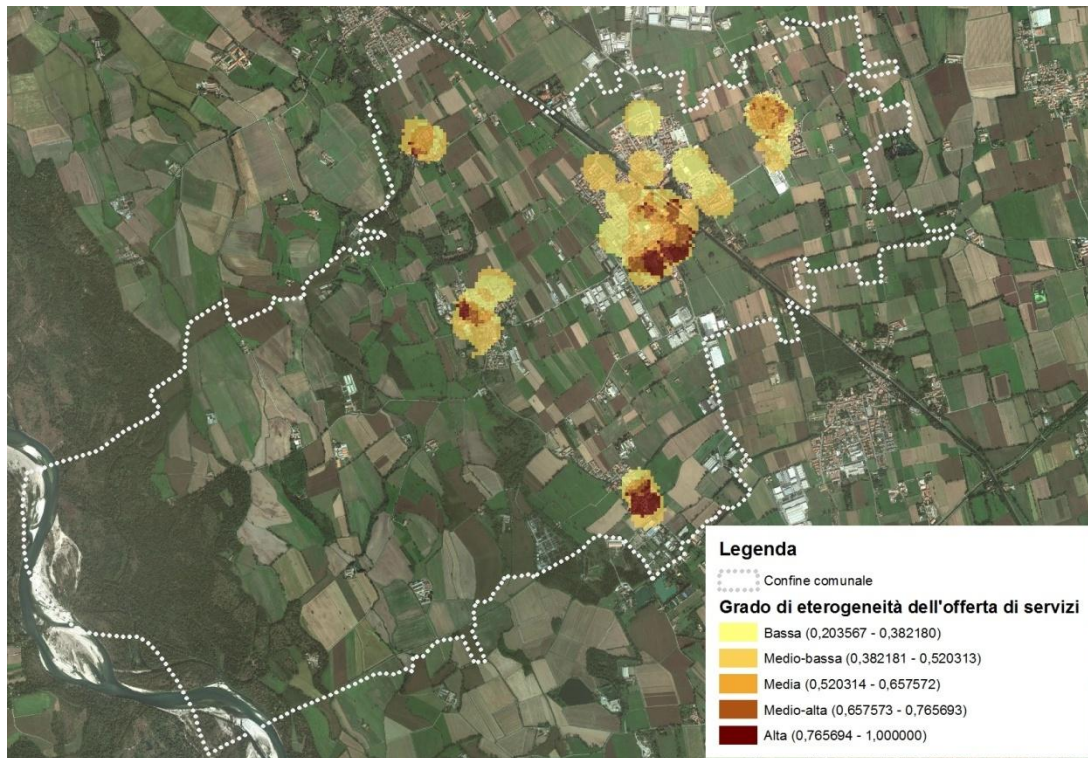 Legenda
Confine comunale
Grado di eterogeneità dell'offerta di servizi
Bassa (0,203567 - 0,382180)
Medio-bassa (0,382181 - 0,520313)
Media (0,520314 - 0,657572)
Medio-alta (0,657573 - 0,765693)
Alta (0,765694 - 1,000000)